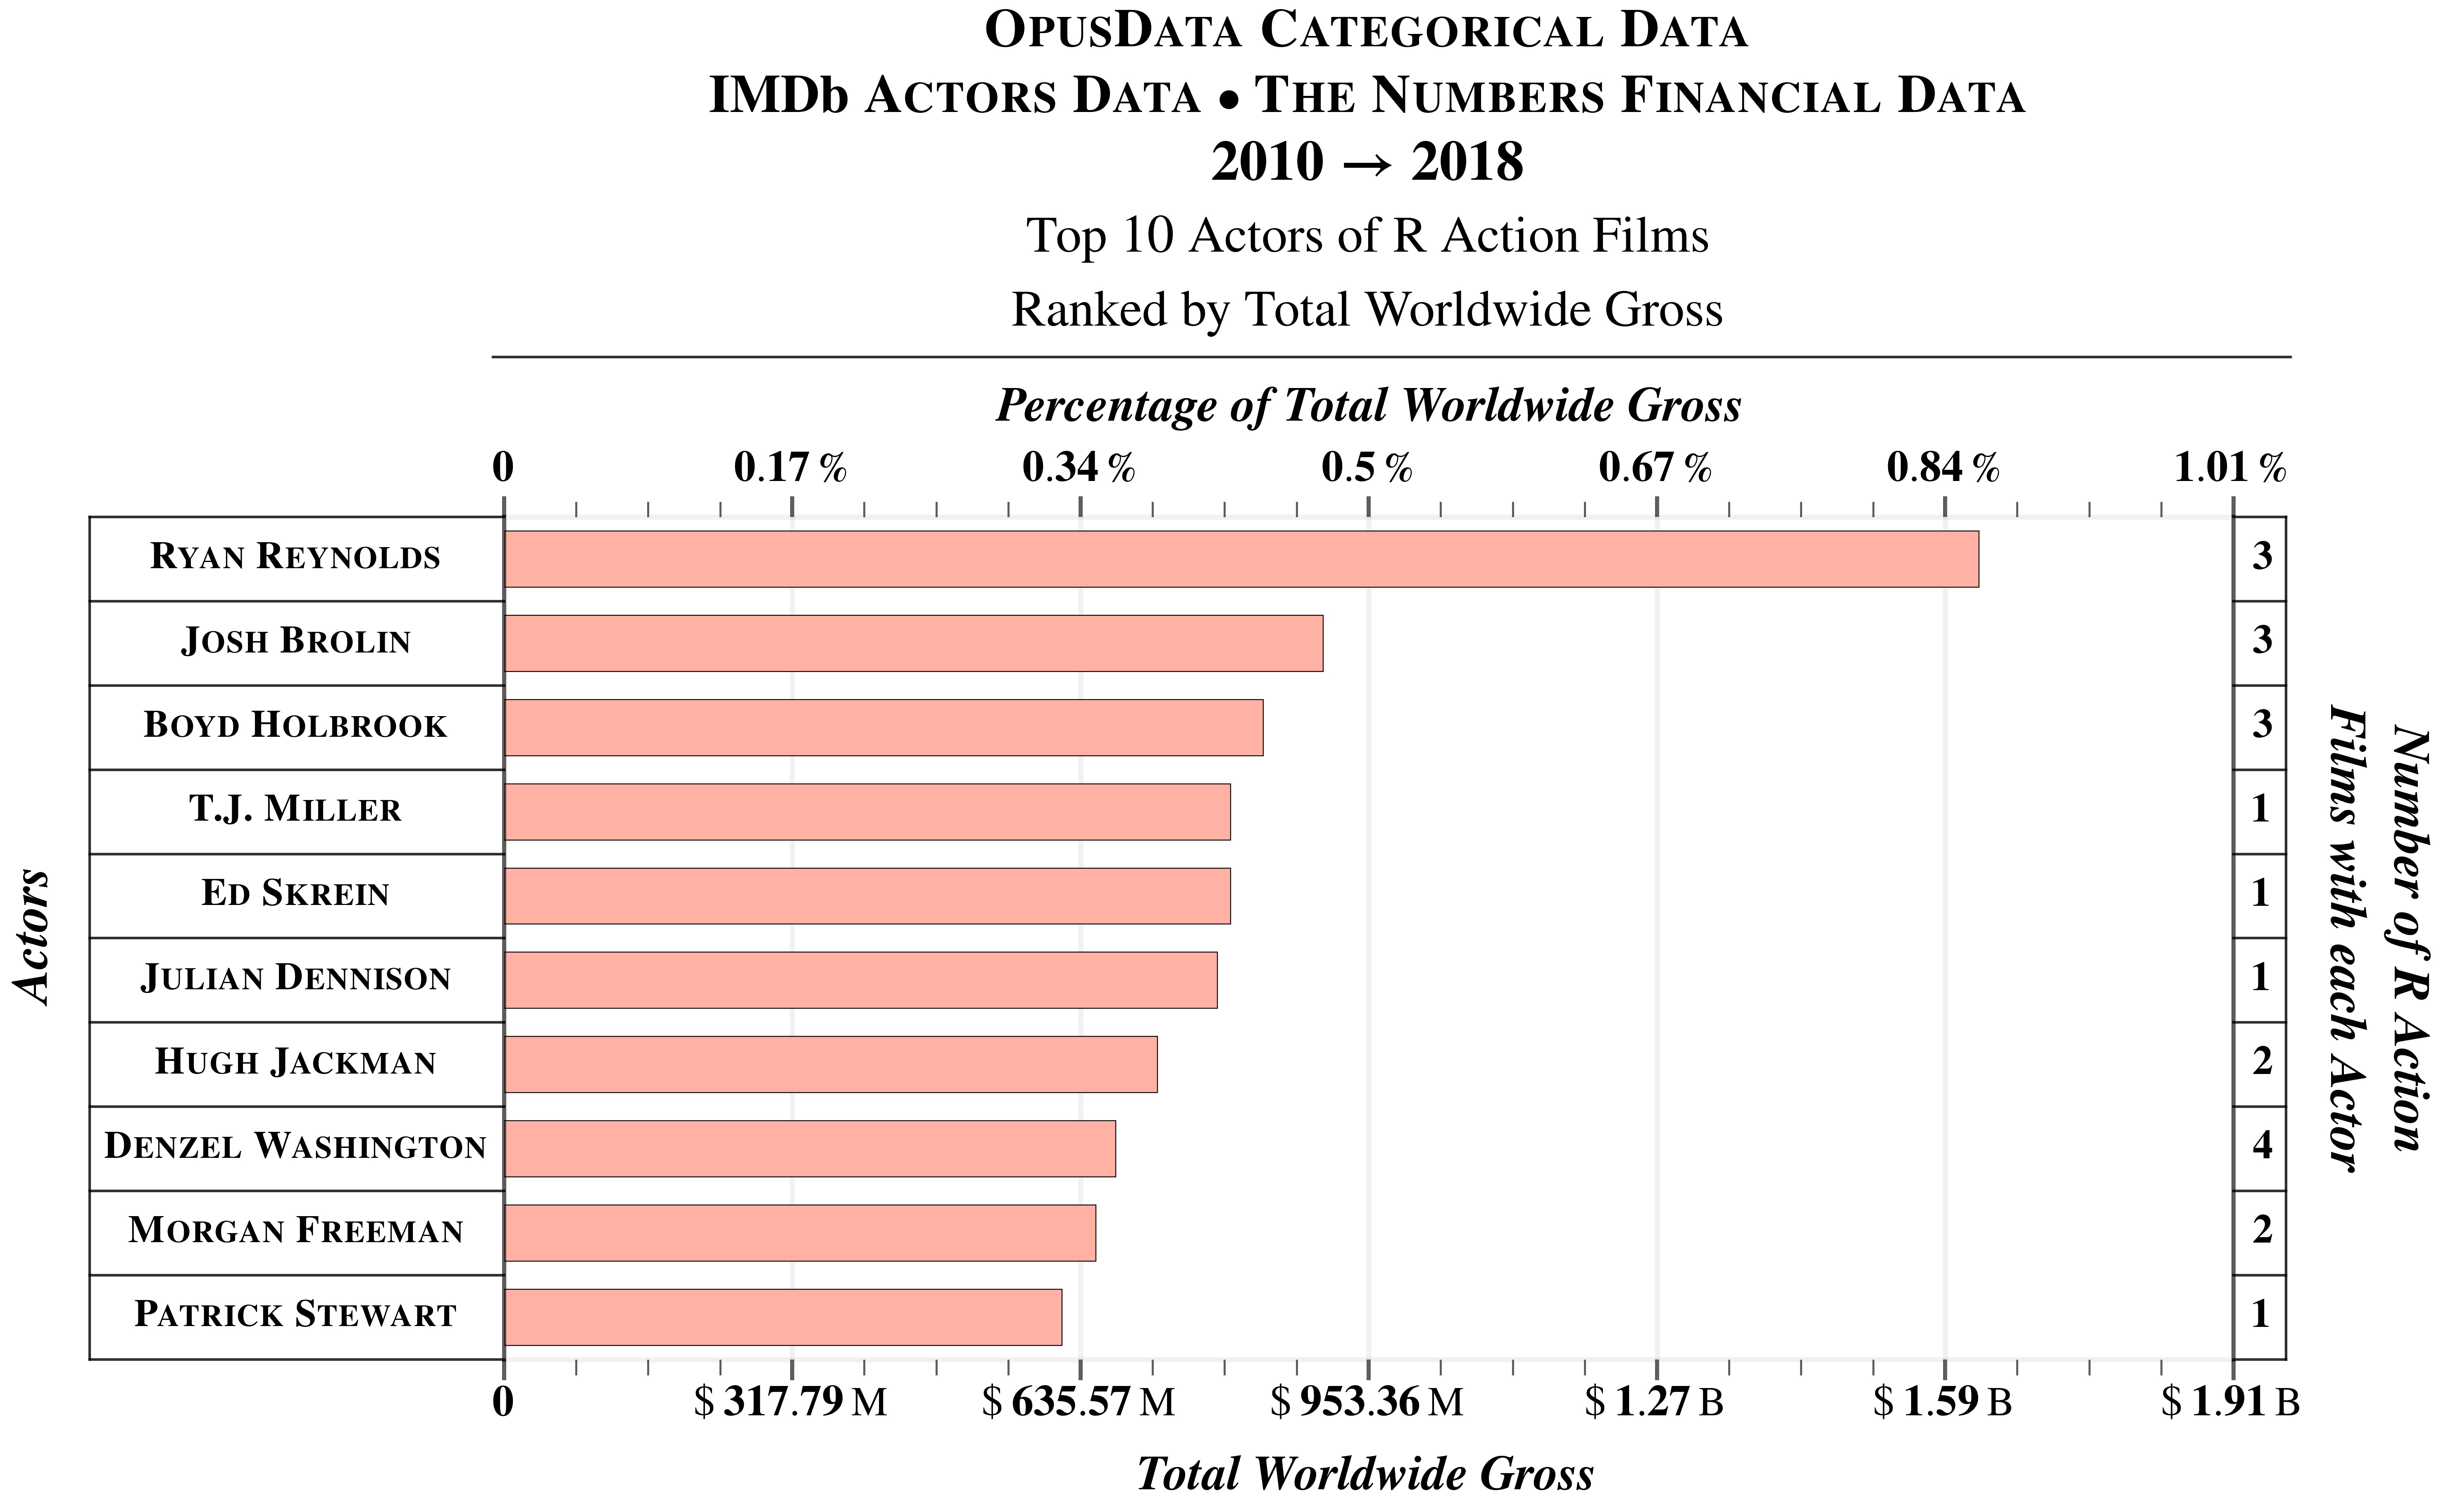 OpusData Categorical Data
IMDb Actors Data • The Numbers Financial Data
2010 → 2018
Top 10 Actors of R Action Films
Ranked by Total Worldwide Gross
Percentage of Total Worldwide Gross
0 0.17 % 0.34 % 0.5 % 0.67 % 0.84 % 1.01 %
Ryan Reynolds 3
Josh Brolin 3
Boyd Holbrook 3
T.J. Miller 1
Ed Skrein 1
Julian Dennison 1
Hugh Jackman 2
Denzel Washington 4
Morgan Freeman 2
Patrick Stewart 1
Actors
Number of R Action
Films with each Actor
0 $ 317.79 M $ 635.57 M $ 953.36 M $ 1.27 B $ 1.59 B $ 1.91 B
Total Worldwide Gross